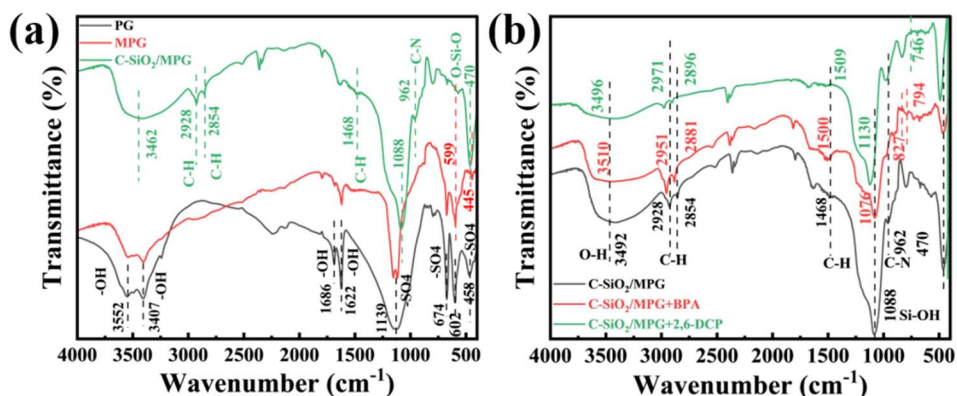 (a)
PG
MPG
C-SiO2/MPG
Transmittance (%)
3462
2928
2854
C-H
C-H
1468
C-H
1088
962
C-N
O-Si-O
470
599
445
-OH
3552
3407
-OH
1686
-OH
1622
-OH
1139
-SO4
674
-SO4
602
458
-SO4
4000 3500 3000 2500 2000 1500 1000 500
Wavenumber (cm-1)
(b)
Transmittance (%)
3496
2971
2896
1509
1130
746
3510
2951
2881
1500
1076
827
794
O-H
3492
2928
C-H
2854
1468
C-H
1088
C-N
962
470
Si-OH
C-SiO2/MPG
C-SiO2/MPG+BPA
C-SiO2/MPG+2,6-DCP
4000 3500 3000 2500 2000 1500 1000 500
Wavenumber (cm-1)